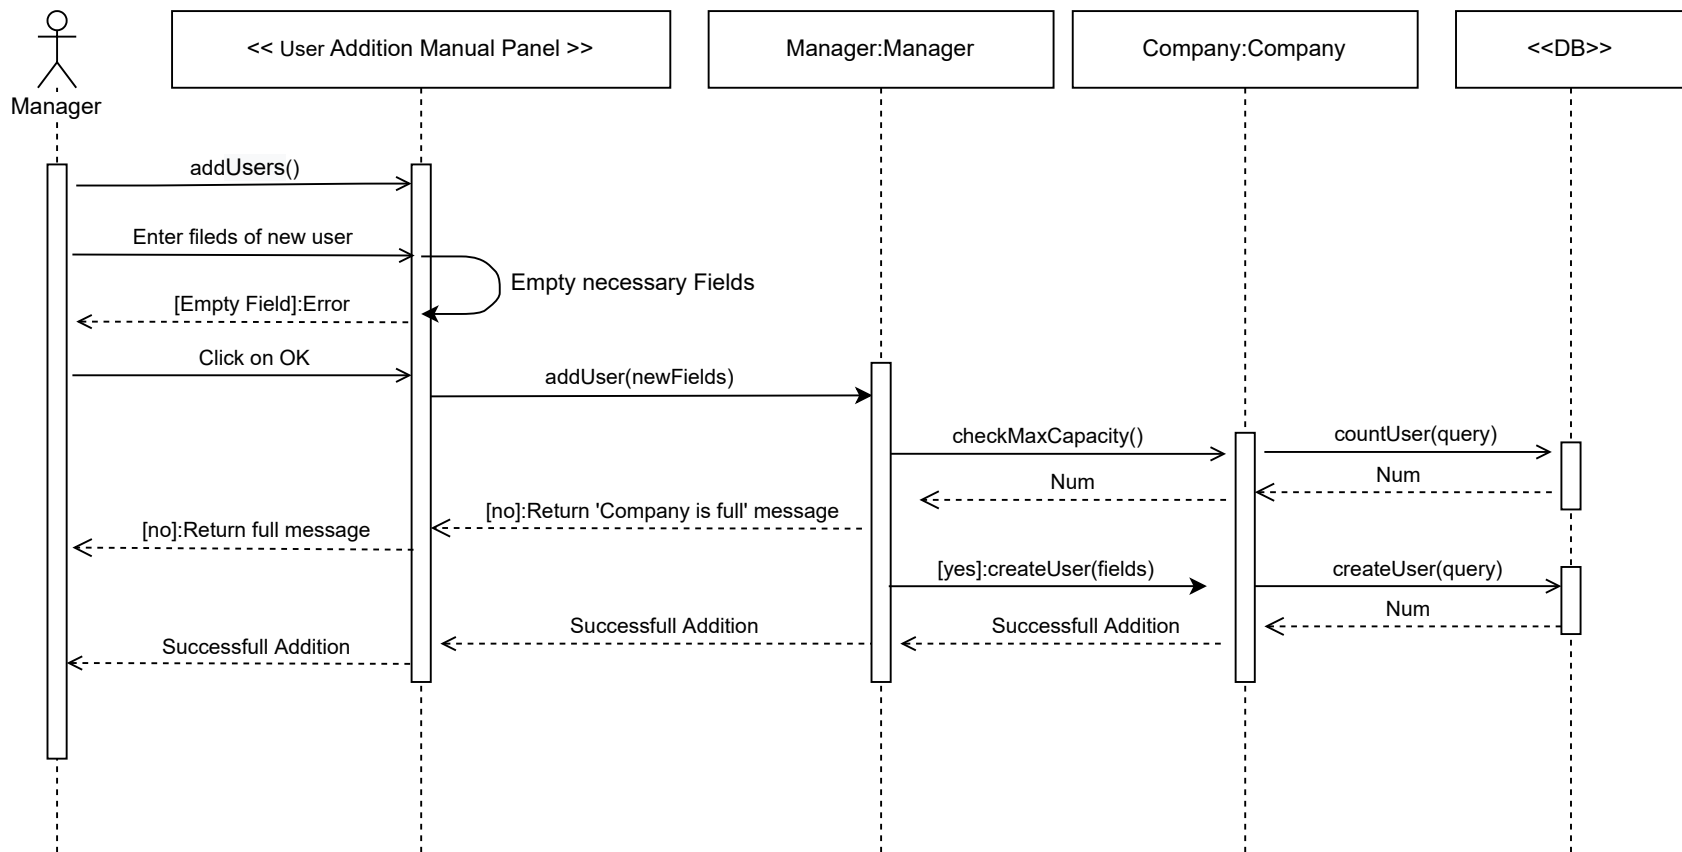 << User Addition Manual Panel >>
Manager:Manager
Company:Company
<<DB>>
Manager
addUsers()
Enter fileds of new user
Empty necessary Fields
[Empty Field]:Error
Click on OK
addUser(newFields)
checkMaxCapacity()
countUser(query)
Num
Num
[no]:Return 'Company is full' message
[no]:Return full message
[yes]:createUser(fields)
createUser(query)
Num
Successfull Addition
Successfull Addition
Successfull Addition